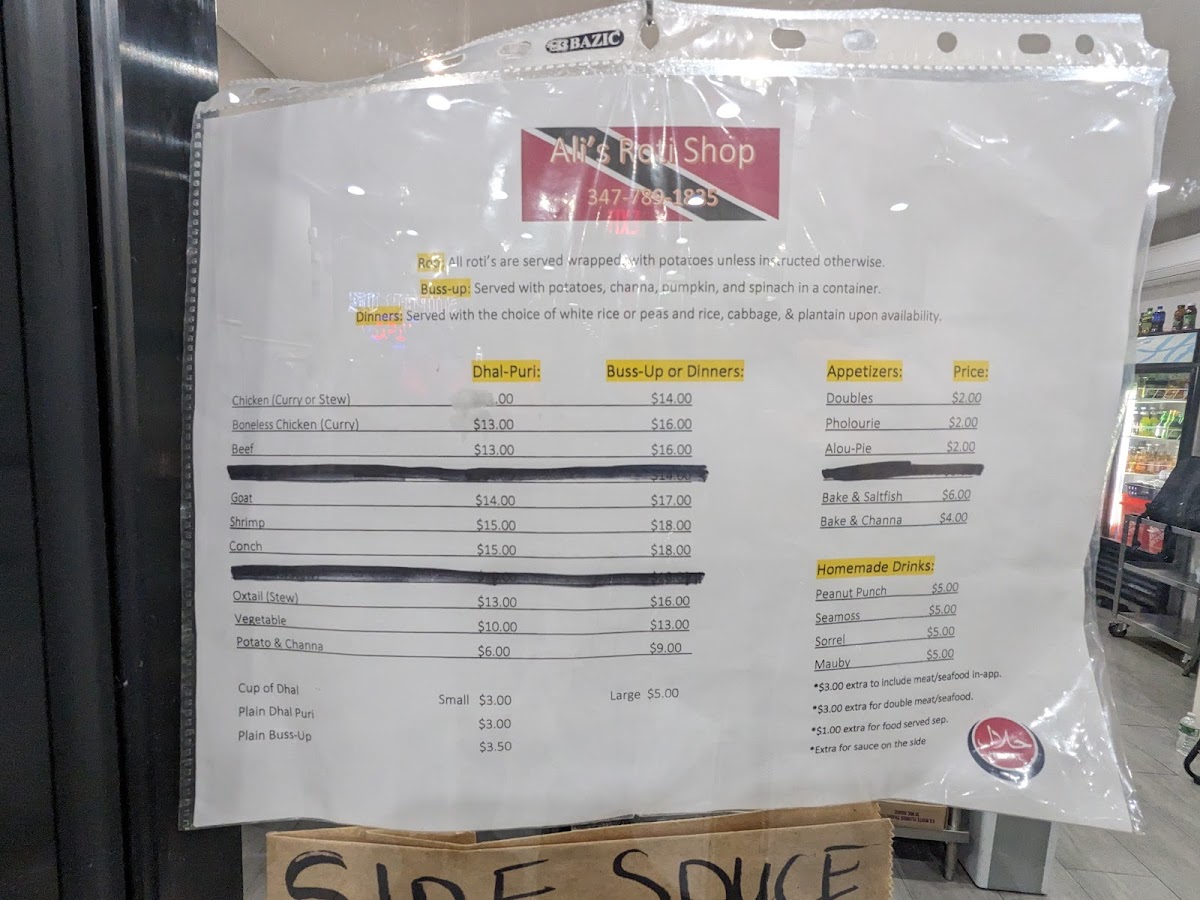 BAZIC
Ali's Roti Shop
347-789-1825
Roti: All roti's are served wrapped, with potatoes unless instructed otherwise.
Buss-up: Served with potatoes, channa, pumpkin, and spinach in a container.
Dinners: Served with the choice of white rice or peas and rice, cabbage, & plantain upon availability.
Dhal-Puri: Buss-Up or Dinners:
Chicken (Curry or Stew) .00 $14.00
Boneless Chicken (Curry) $13.00 $16.00
Beef $13.00 $16.00
Goat $14.00 $17.00
Shrimp $15.00 $18.00
Conch $15.00 $18.00
Oxtail (Stew) $13.00 $16.00
Vegetable $10.00 $13.00
Potato & Channa $6.00 $9.00
Cup of Dhal Small $3.00 Large $5.00
Plain Dhal Puri $3.00
Plain Buss-Up $3.50
Appetizers: Price:
Doubles $2.00
Pholourie $2.00
Alou-Pie $2.00
Bake & Saltfish $6.00
Bake & Channa $4.00
Homemade Drinks:
Peanut Punch $5.00
Seamoss $5.00
Sorrel $5.00
Mauby $5.00
*$3.00 extra to include meat/seafood in-app.
*$3.00 extra for double meat/seafood.
*$1.00 extra for food served sep.
*Extra for sauce on the side
حلال
SIDE SAUCE